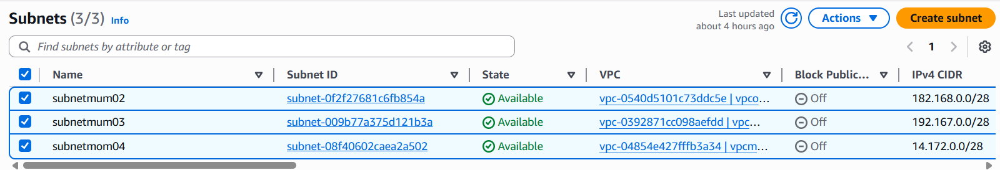 Subnets (3/3) Info
Last updated
about 4 hours ago
Actions
Create subnet
Find subnets by attribute or tag
1
Name Subnet ID State VPC Block Public... IPv4 CIDR
subnetmum02 subnet-0f2f27681c6fb854a Available vpc-0540d5101c73ddc5e | vpco... Off 182.168.0.0/28
subnetmum03 subnet-009b77a375d121b3a Available vpc-0392871cc098aefdd | vpc... Off 192.167.0.0/28
subnetmom04 subnet-08f40602caea2a502 Available vpc-04854e427fffb3a34 | vpcm... Off 14.172.0.0/28